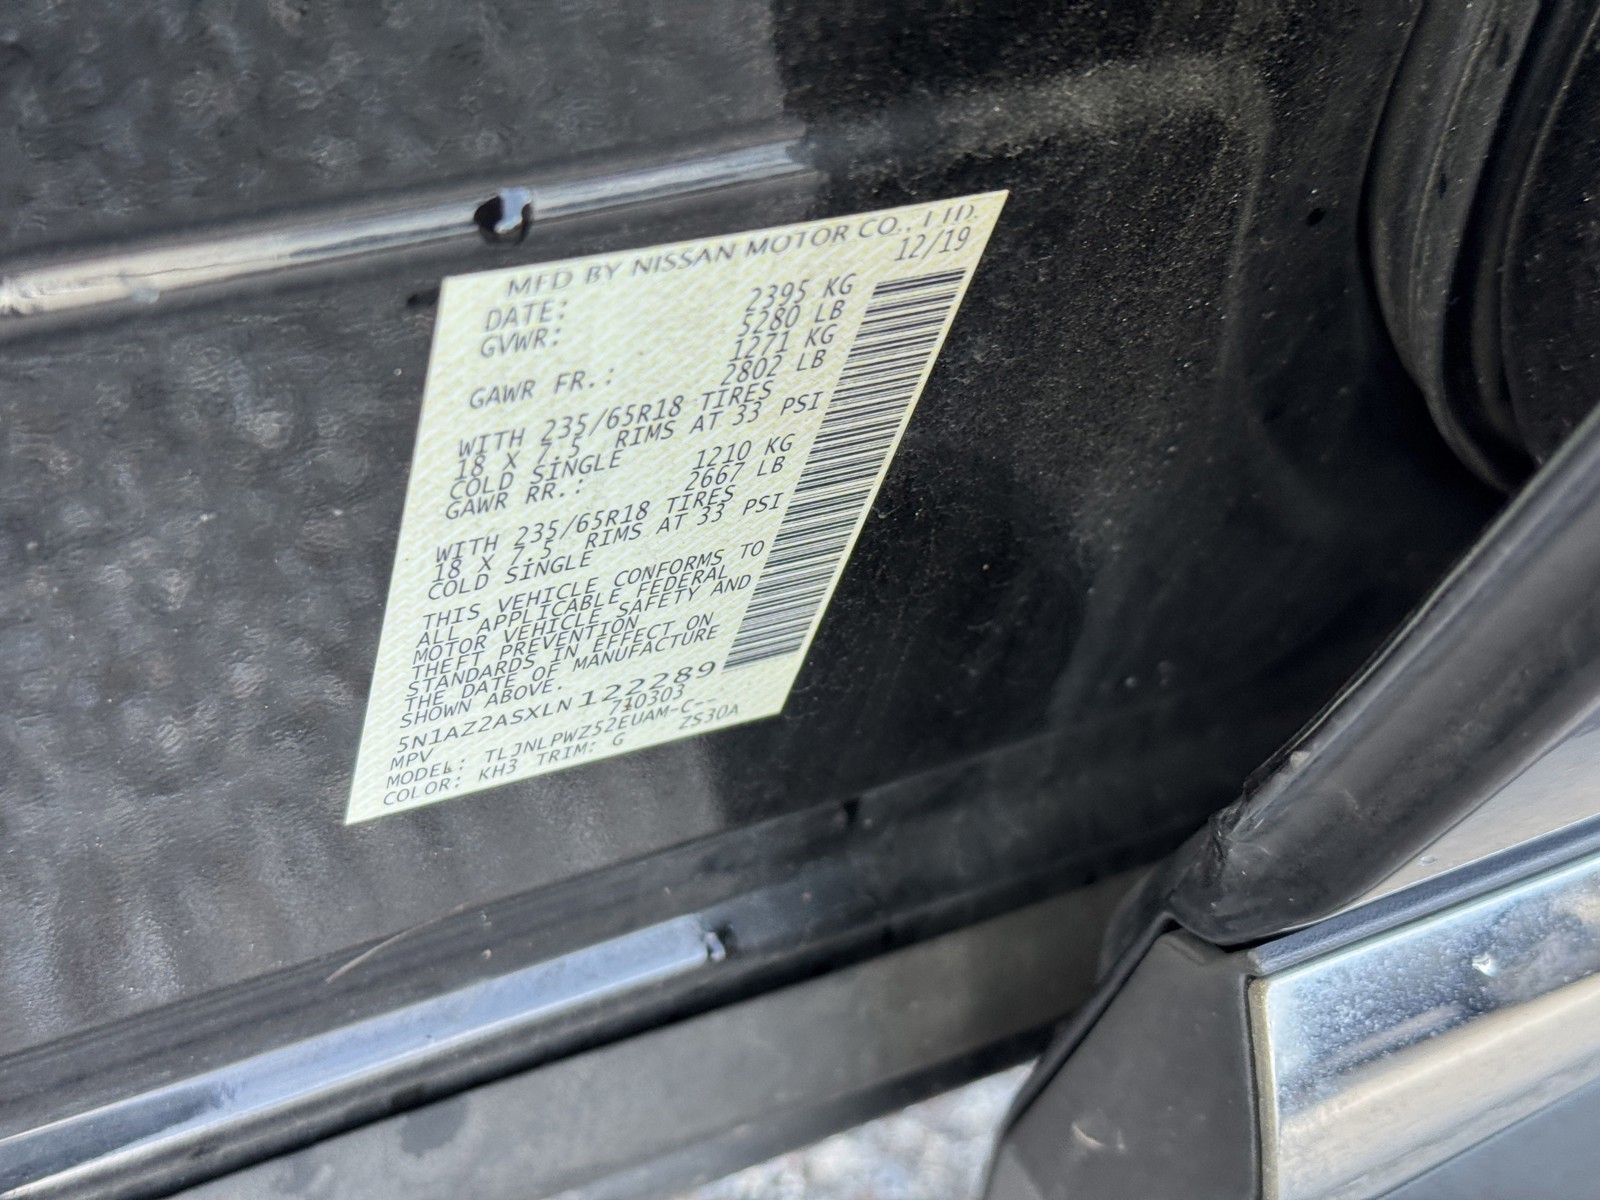 MFD BY NISSAN MOTOR CO., LTD.
DATE: 12/19
GVWR: 2395 KG
5280 LB
GAWR FR.: 1271 KG
2802 LB
WITH 235/65R18 TIRES
18 X 7.5 RIMS AT 33 PSI
COLD SINGLE
GAWR RR.: 1210 KG
2667 LB
WITH 235/65R18 TIRES
18 X 7.5 RIMS AT 33 PSI
COLD SINGLE
THIS VEHICLE CONFORMS TO
ALL APPLICABLE FEDERAL
MOTOR VEHICLE SAFETY AND
THEFT PREVENTION
STANDARDS IN EFFECT ON
THE DATE OF MANUFACTURE
SHOWN ABOVE.
5N1AZ2ASXLN122289
MPV 710303
MODEL: TLJNLPWZ52EUAM-C--
COLOR: KH3 TRIM: G ZS30A